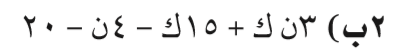 ٢ب) ٣ن ك + ١٥ك – ٤ن – ٢٠